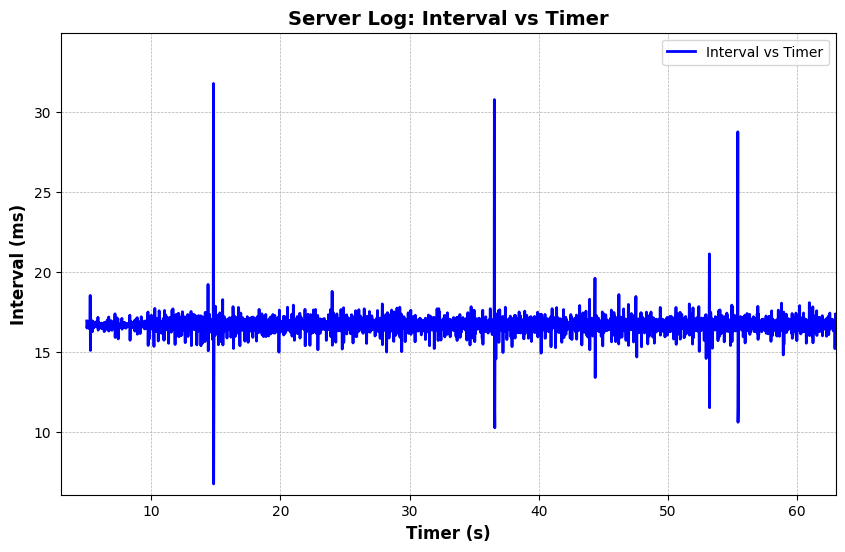 Server Log: Interval vs Timer
Interval vs Timer
30
25
20
15
10
Interval (ms)
10 20 30 40 50 60
Timer (s)